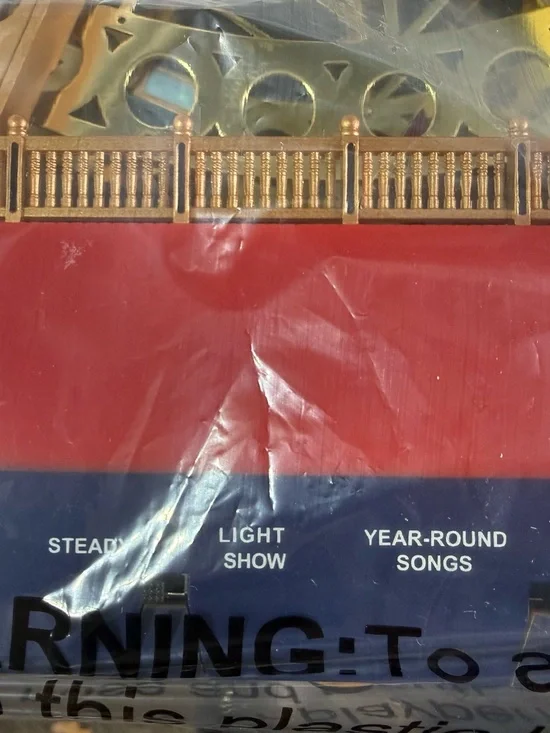 STEADY
LIGHT
SHOW
YEAR-ROUND
SONGS
RNING: To
this plastic